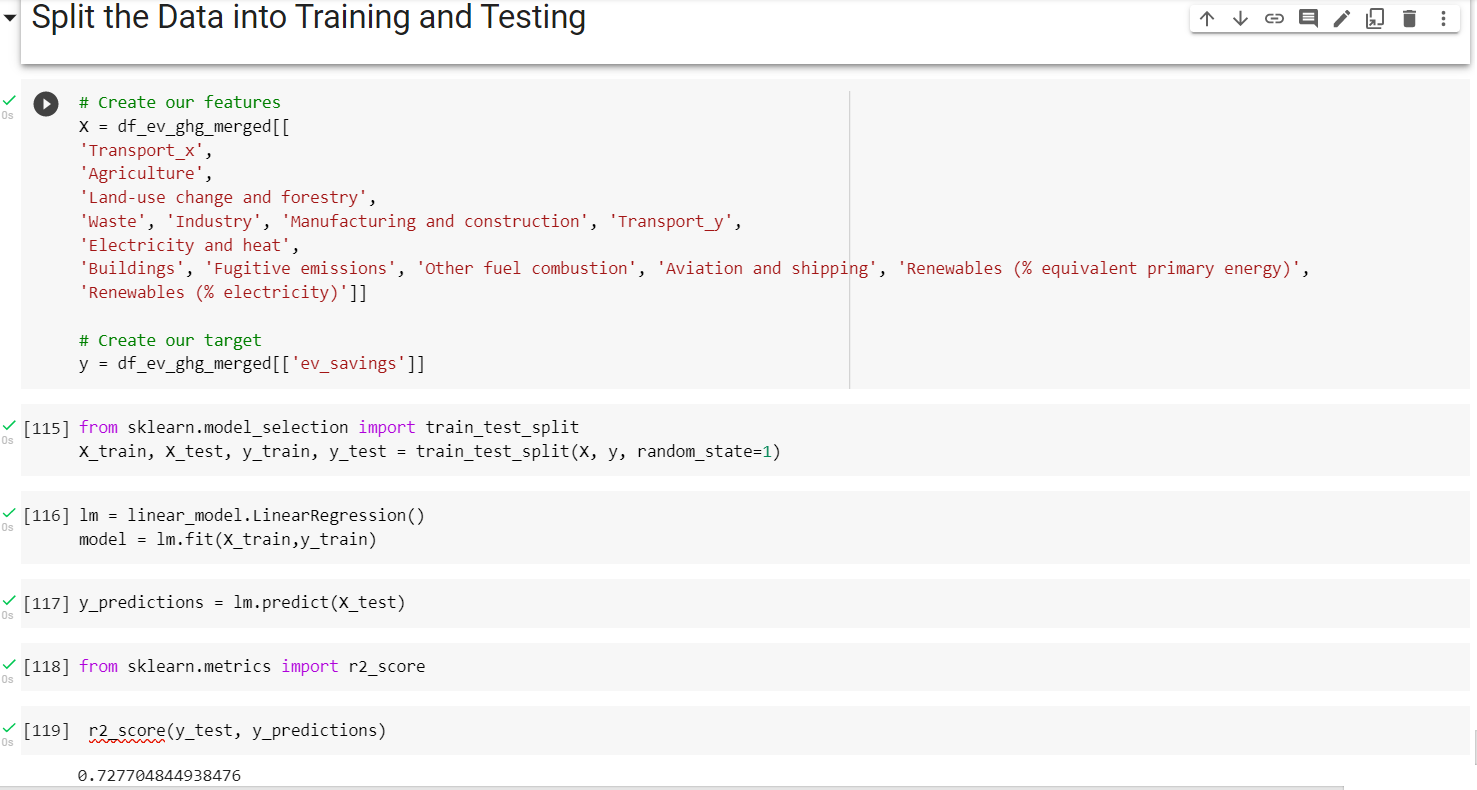 Split the Data into Training and Testing
0s
# Create our features
X = df_ev_ghg_merged[[
'Transport_x',
'Agriculture',
'Land-use change and forestry',
'Waste', 'Industry', 'Manufacturing and construction', 'Transport_y',
'Electricity and heat',
'Buildings', 'Fugitive emissions', 'Other fuel combustion', 'Aviation and shipping', 'Renewables (% equivalent primary energy)',
'Renewables (% electricity)']]
# Create our target
y = df_ev_ghg_merged[['ev_savings']]
0s
[115] from sklearn.model_selection import train_test_split
X_train, X_test, y_train, y_test = train_test_split(X, y, random_state=1)
0s
[116] lm = linear_model.LinearRegression()
model = lm.fit(X_train,y_train)
0s
[117] y_predictions = lm.predict(X_test)
0s
[118] from sklearn.metrics import r2_score
0s
[119] r2_score(y_test, y_predictions)
0s
0.727704844938476